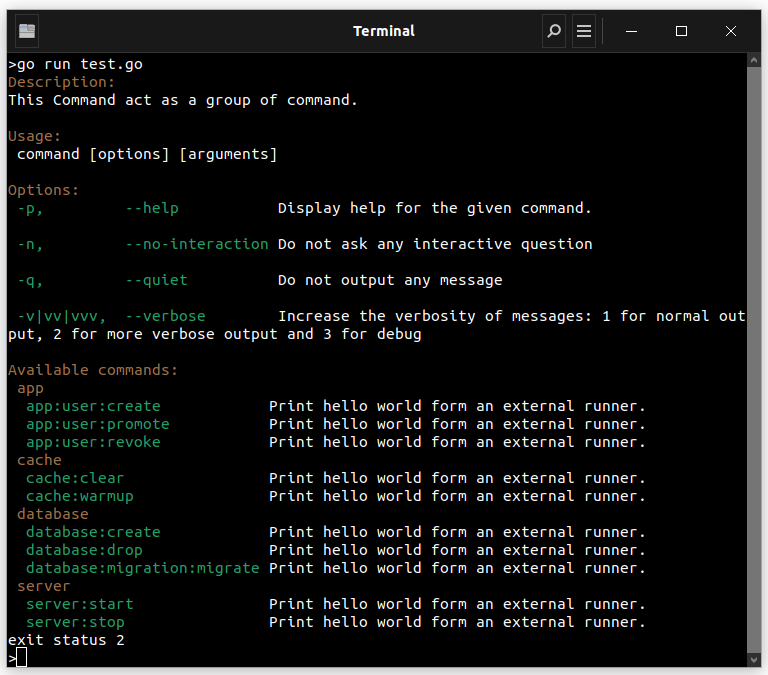 Terminal
>go run test.go
Description:
This Command act as a group of command.
Usage:
command [options] [arguments]
Options:
-p, --help Display help for the given command.
-n, --no-interaction Do not ask any interactive question
-q, --quiet Do not output any message
-v|vv|vvv, --verbose Increase the verbosity of messages: 1 for normal out
put, 2 for more verbose output and 3 for debug
Available commands:
app
app:user:create Print hello world form an external runner.
app:user:promote Print hello world form an external runner.
app:user:revoke Print hello world form an external runner.
cache
cache:clear Print hello world form an external runner.
cache:warmup Print hello world form an external runner.
database
database:create Print hello world form an external runner.
database:drop Print hello world form an external runner.
database:migration:migrate Print hello world form an external runner.
server
server:start Print hello world form an external runner.
server:stop Print hello world form an external runner.
exit status 2
>